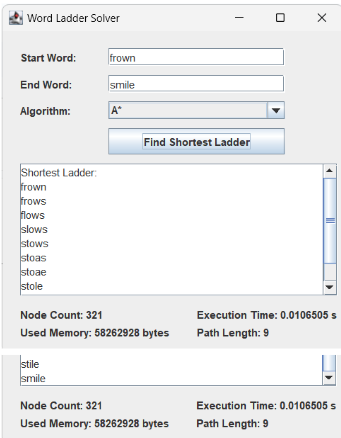 Word Ladder Solver
Start Word: frown
End Word: smile
Algorithm: A*
Find Shortest Ladder
Shortest Ladder:
frown
frows
flows
slows
stows
stoas
stoae
stole
Node Count: 321 Execution Time: 0.0106505 s
Used Memory: 58262928 bytes Path Length: 9
stile
smile
Node Count: 321 Execution Time: 0.0106505 s
Used Memory: 58262928 bytes Path Length: 9